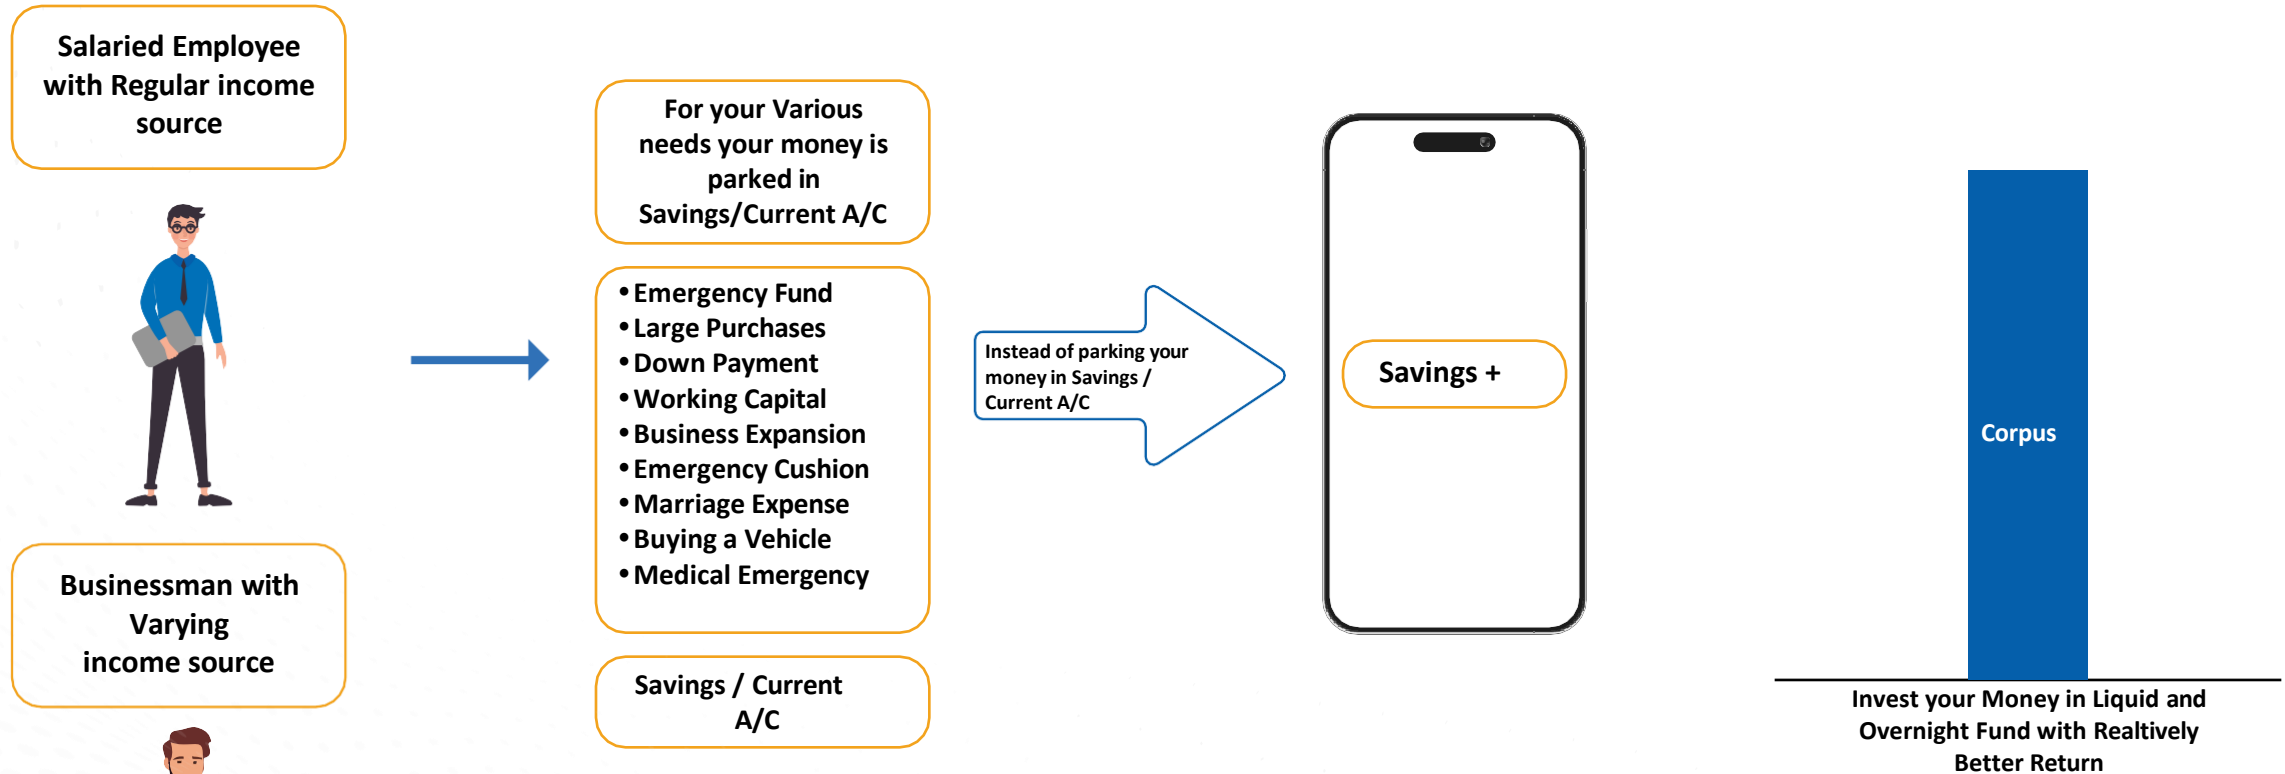 Salaried Employee
with Regular income
source
Businessman with
Varying
income source
For your Various
needs your money is
parked in
Savings/Current A/C
•Emergency Fund
•Large Purchases
•Down Payment
•Working Capital
•Business Expansion
•Emergency Cushion
•Marriage Expense
•Buying a Vehicle
•Medical Emergency
Savings / Current
A/C
Instead of parking your
money in Savings /
Current A/C
Savings +
Corpus
Invest your Money in Liquid and
Overnight Fund with Realtively
Better Return